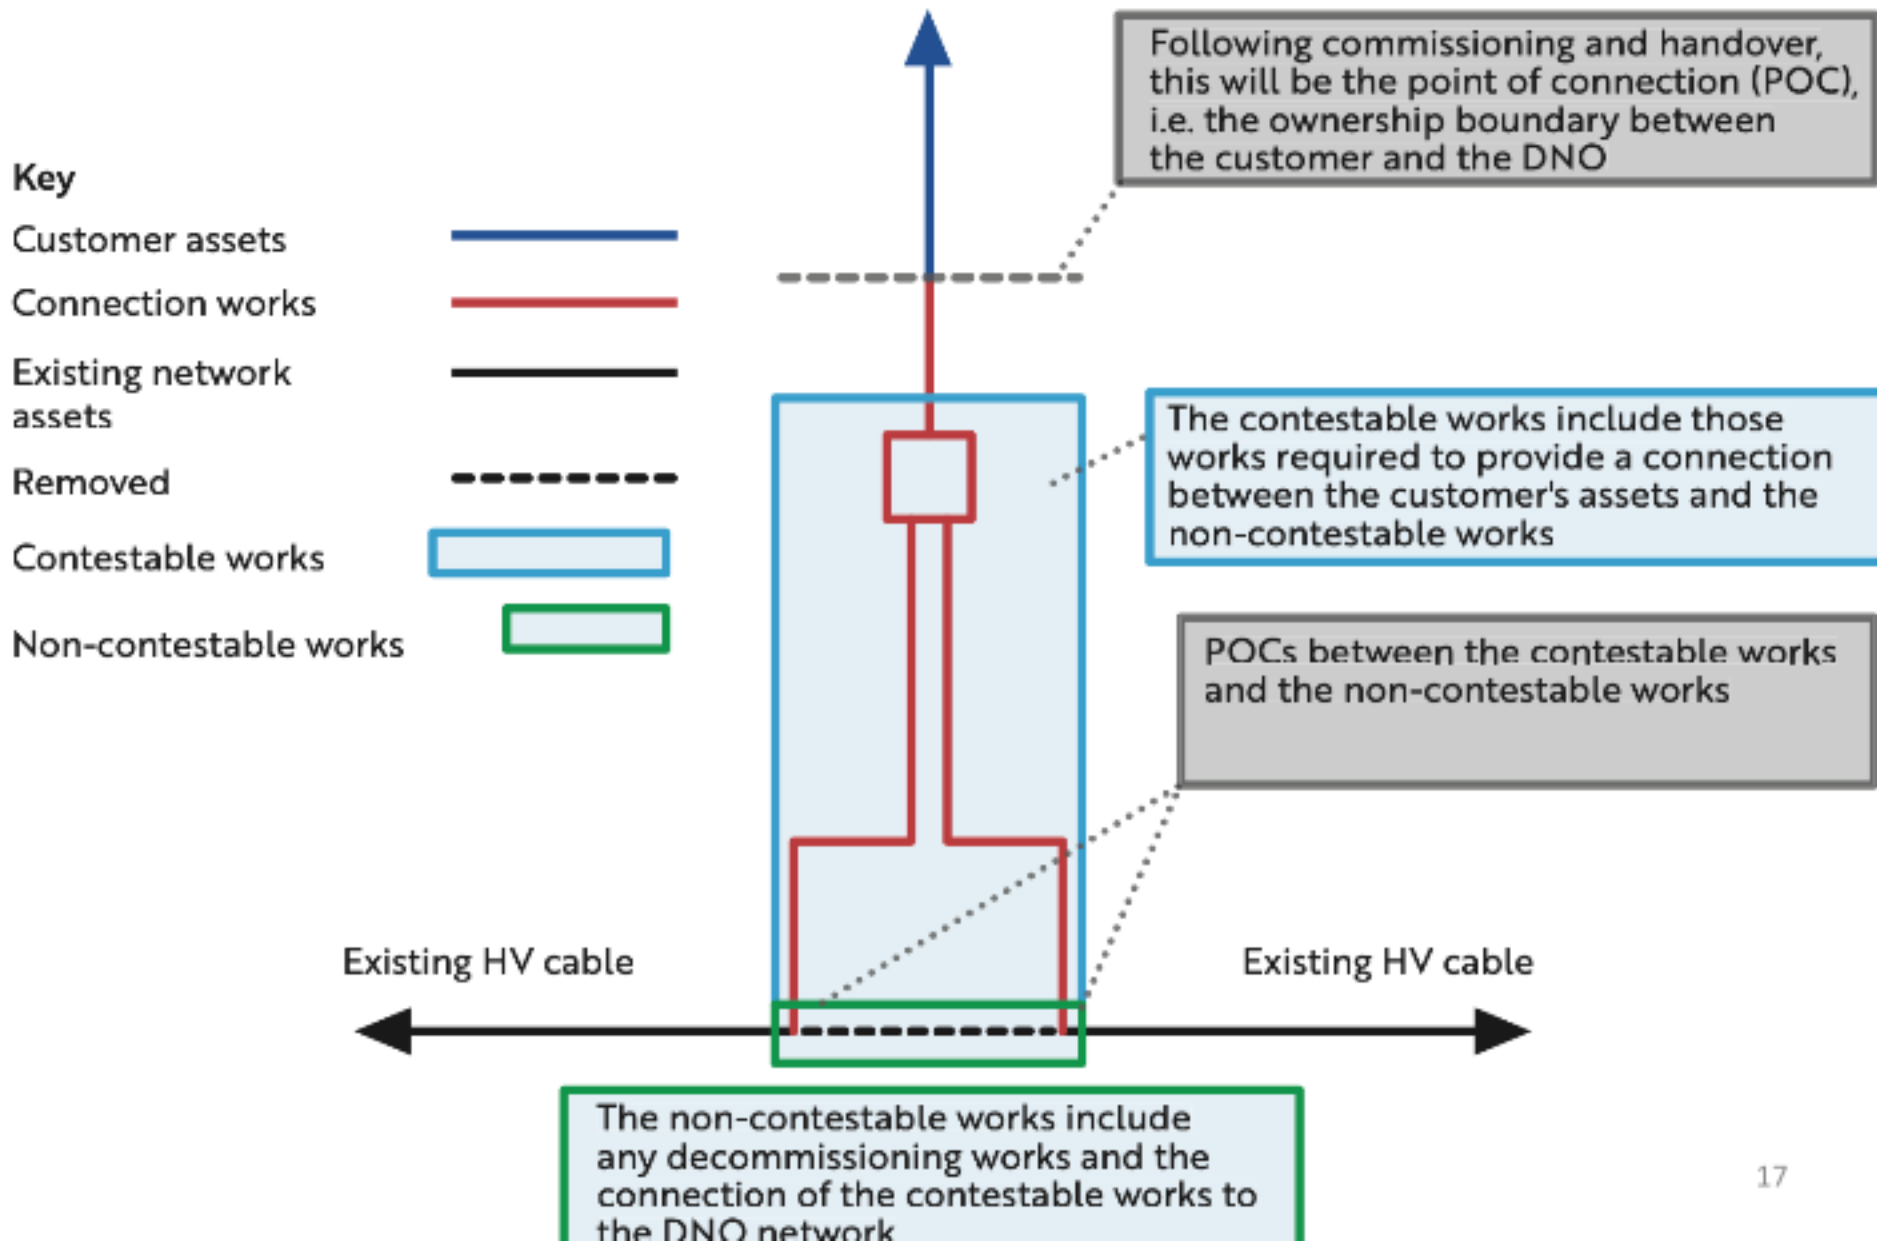 Following commissioning and handover,
this will be the point of connection (POC),
i.e. the ownership boundary between
the customer and the DNO
Key
Customer assets
Connection works
Existing network
assets
Removed
Contestable works
Non-contestable works
The contestable works include those
works required to provide a connection
between the customer's assets and the
non-contestable works
POCs between the contestable works
and the non-contestable works
Existing HV cable
Existing HV cable
The non-contestable works include
any decommissioning works and the
connection of the contestable works to
the DNO network
17